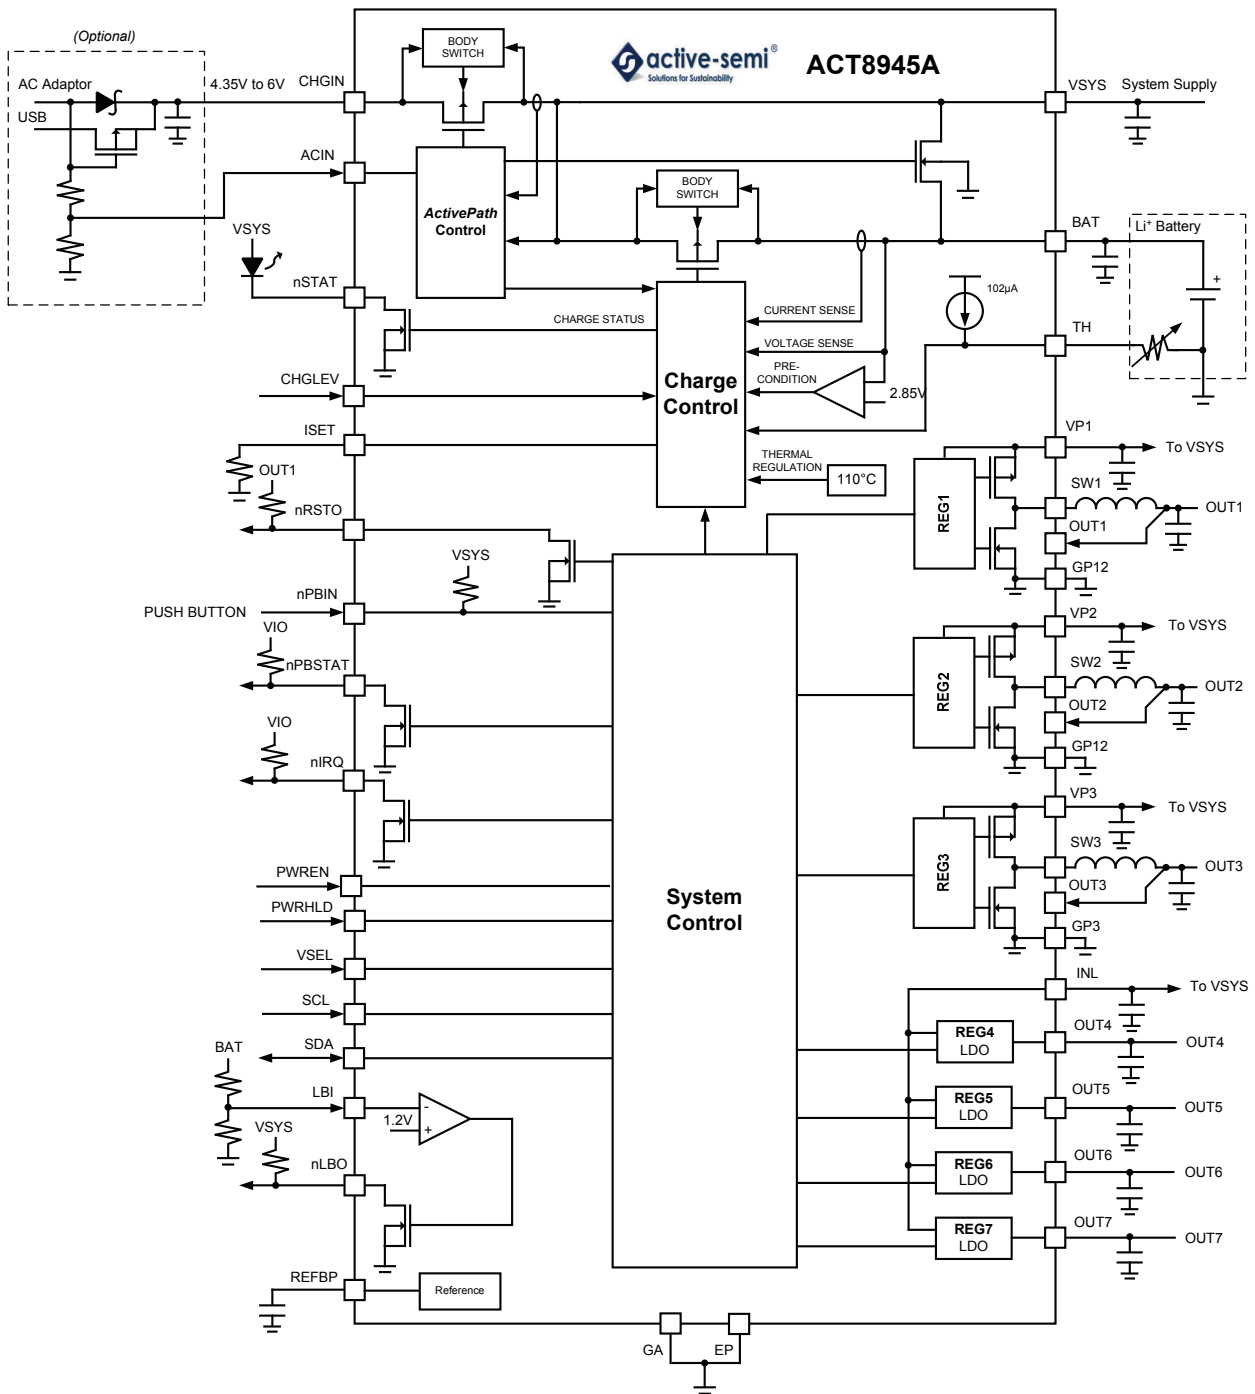 (Optional)
AC Adaptor
USB
4.35V to 6V
CHGIN
BODY
SWITCH
active-semi®
Solutions for Sustainability
ACT8945A
VSYS
System Supply
ACIN
ActivePath
Control
BODY
SWITCH
BAT
Li+ Battery
+
VSYS
nSTAT
CHARGE STATUS
CURRENT SENSE
102µA
VOLTAGE SENSE
TH
PRE-
CONDITION
2.85V
Charge
Control
CHGLEV
ISET
THERMAL
REGULATION
110°C
OUT1
nRSTO
VP1
To VSYS
REG1
SW1
OUT1
OUT1
GP12
VSYS
nPBIN
PUSH BUTTON
VIO
nPBSTAT
VP2
To VSYS
REG2
SW2
OUT2
OUT2
GP12
VIO
nIRQ
VP3
To VSYS
REG3
SW3
OUT3
OUT3
GP3
PWREN
PWRHLD
System
Control
VSEL
SCL
SDA
INL
To VSYS
REG4
LDO
OUT4
OUT4
BAT
LBI
1.2V
-
+
REG5
LDO
OUT5
OUT5
VSYS
nLBO
REG6
LDO
OUT6
OUT6
REG7
LDO
OUT7
OUT7
REFBP
Reference
GA
EP